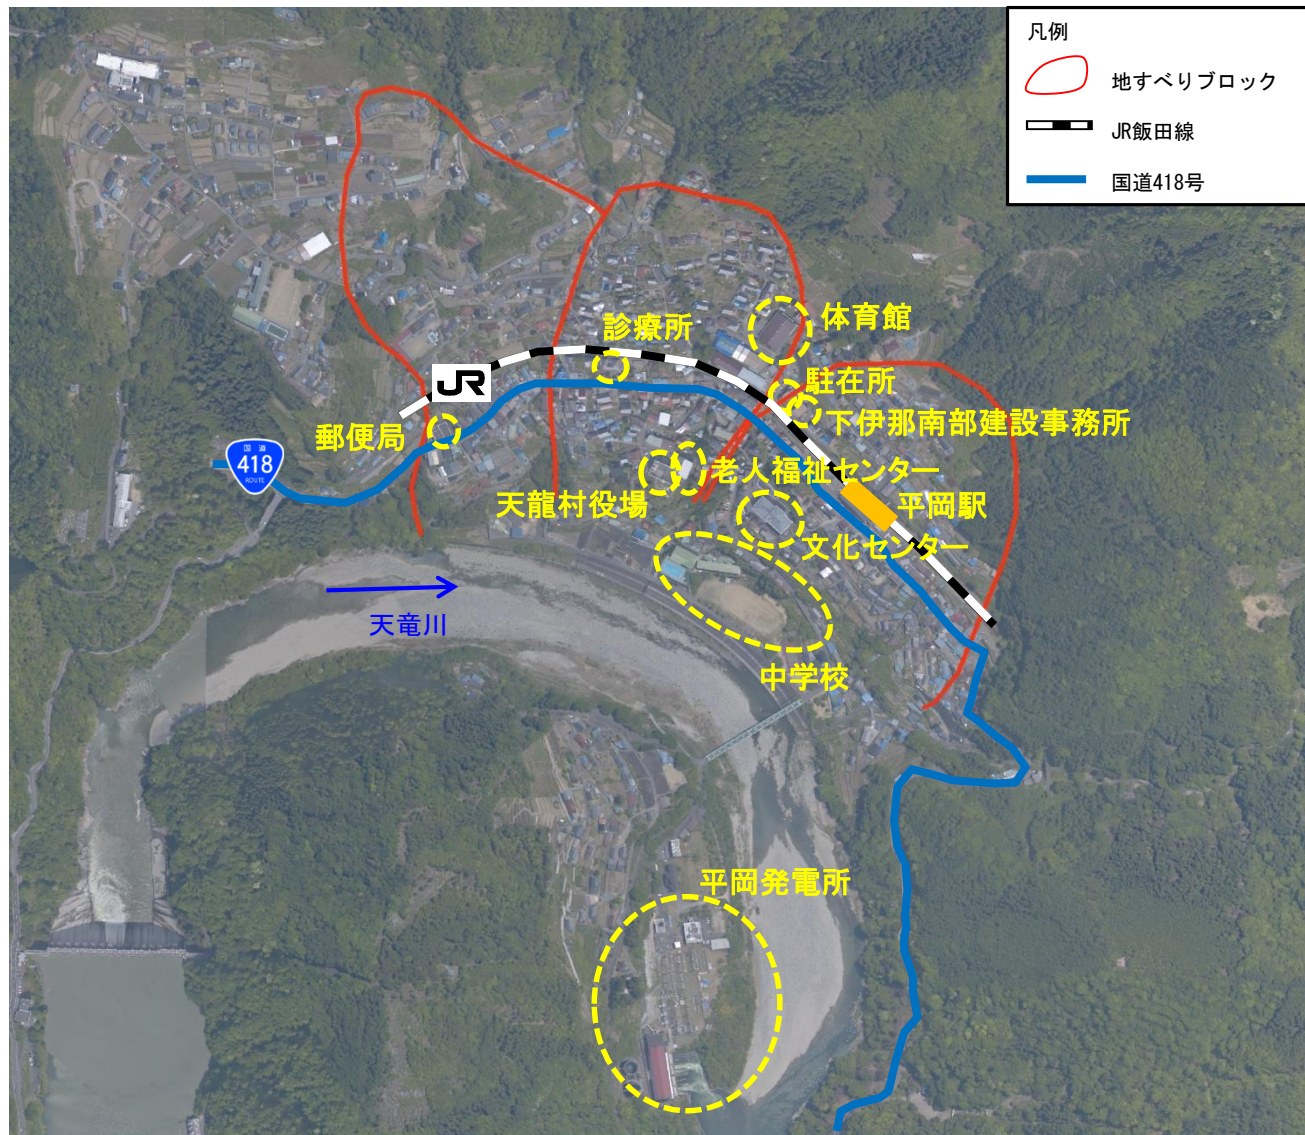 凡例
地すべりブロック
JR飯田線
国道418号
体育館
診療所
駐在所
下伊那南部建設事務所
JR
郵便局
国道
418
ROUTE
老人福祉センター
天龍村役場
平岡駅
文化センター
天竜川
中学校
平岡発電所